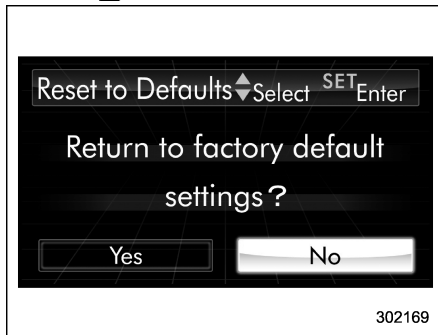 Reset to Defaults Select SET Enter
Return to factory default
settings?
Yes No
302169